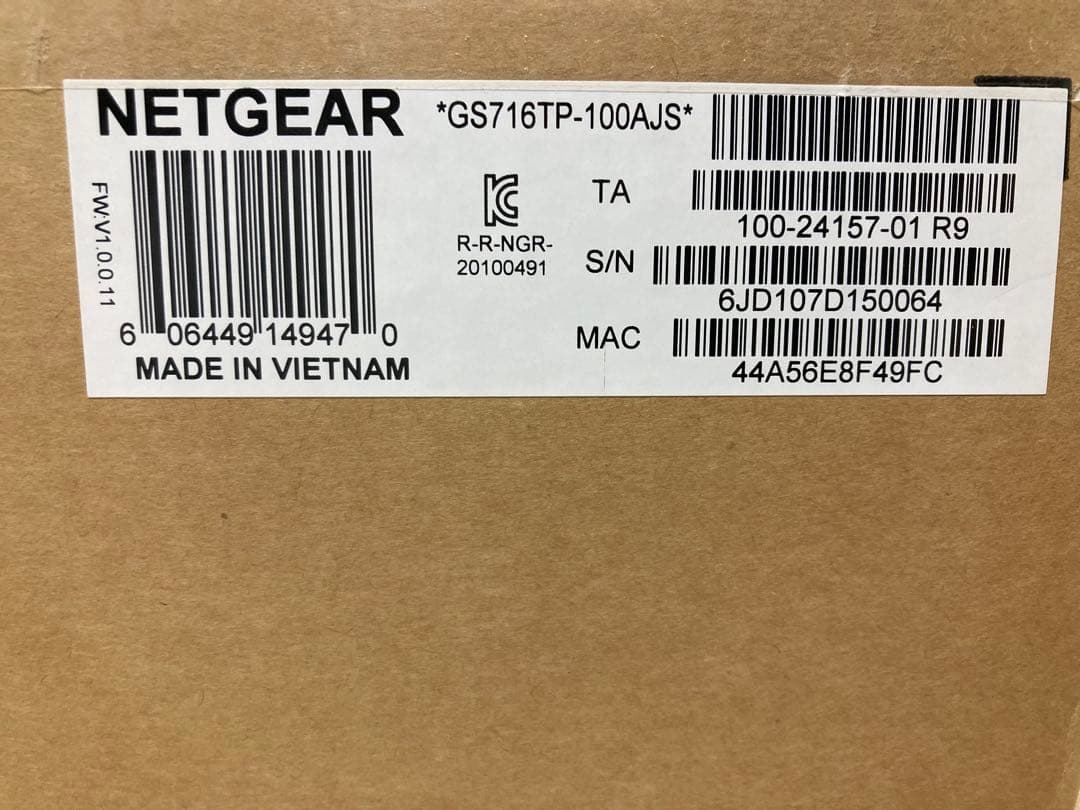 NETGEAR
*GS716TP-100AJS*
FW:V1.0.0.11
6 06449 14947 0
MADE IN VIETNAM
R-R-NGR-
20100491
TA
100-24157-01 R9
S/N
6JD107D150064
MAC
44A56E8F49FC